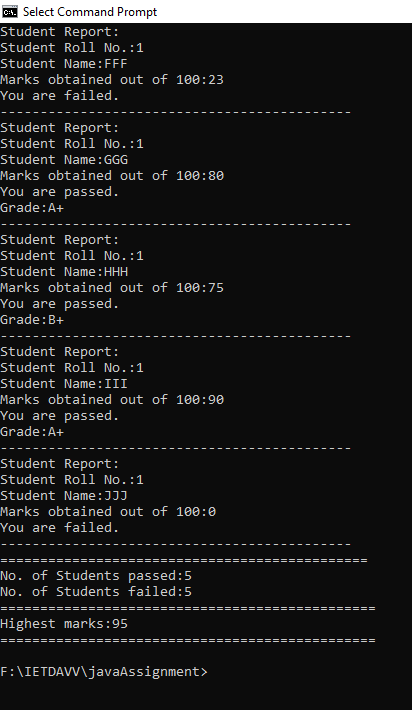 Select Command Prompt
Student Report:
Student Roll No.:1
Student Name:FFF
Marks obtained out of 100:23
You are failed.
--------------------------------------------
Student Report:
Student Roll No.:1
Student Name:GGG
Marks obtained out of 100:80
You are passed.
Grade:A+
--------------------------------------------
Student Report:
Student Roll No.:1
Student Name:HHH
Marks obtained out of 100:75
You are passed.
Grade:B+
--------------------------------------------
Student Report:
Student Roll No.:1
Student Name:III
Marks obtained out of 100:90
You are passed.
Grade:A+
--------------------------------------------
Student Report:
Student Roll No.:1
Student Name:JJJ
Marks obtained out of 100:0
You are failed.
--------------------------------------------
==============================================
No. of Students passed:5
No. of Students failed:5
===============================================
Highest marks:95
===============================================
F:\IETDAVV\javaAssignment>